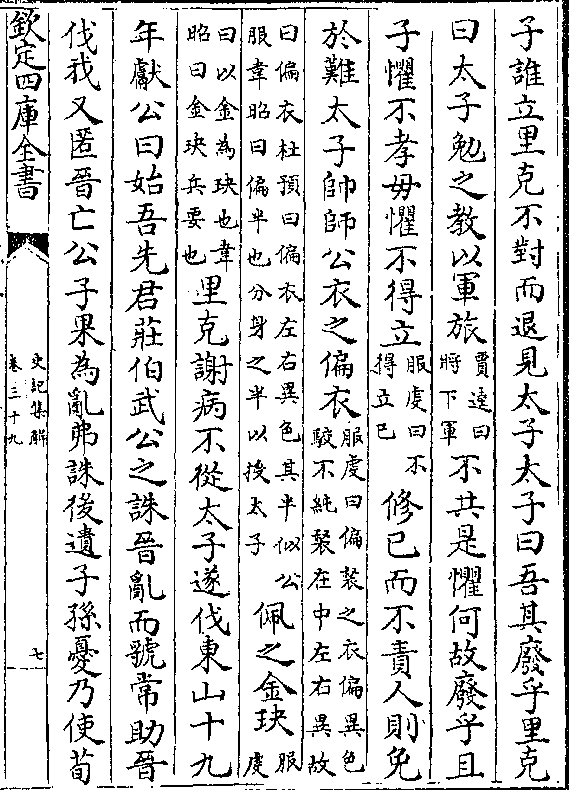 子誰立里克不對而退見太子太子曰吾其廢乎里克
曰太子勉之教以軍旅賈逵曰將下軍不共是懼何故廢乎且
子懼不孝毋懼不得立服虔曰不得立己修己而不責人則免
於難太子帥師公衣之偏衣服虔曰偏裻之衣偏異色駁不純裻在中左右異故
曰偏衣杜預曰偏衣左右異色其半似公服韋昭曰偏半也分身之半以授太子佩之金玦服虔
曰以金為玦也韋昭曰金玦兵要也里克謝病不從太子遂伐東山十九
年獻公曰始吾先君莊伯武公之誅晉亂而虢常助晉
伐我又匿晉亡公子果為亂弗誅後遺子孫憂乃使荀
欽定四庫全書
史記集解
卷三十九
七